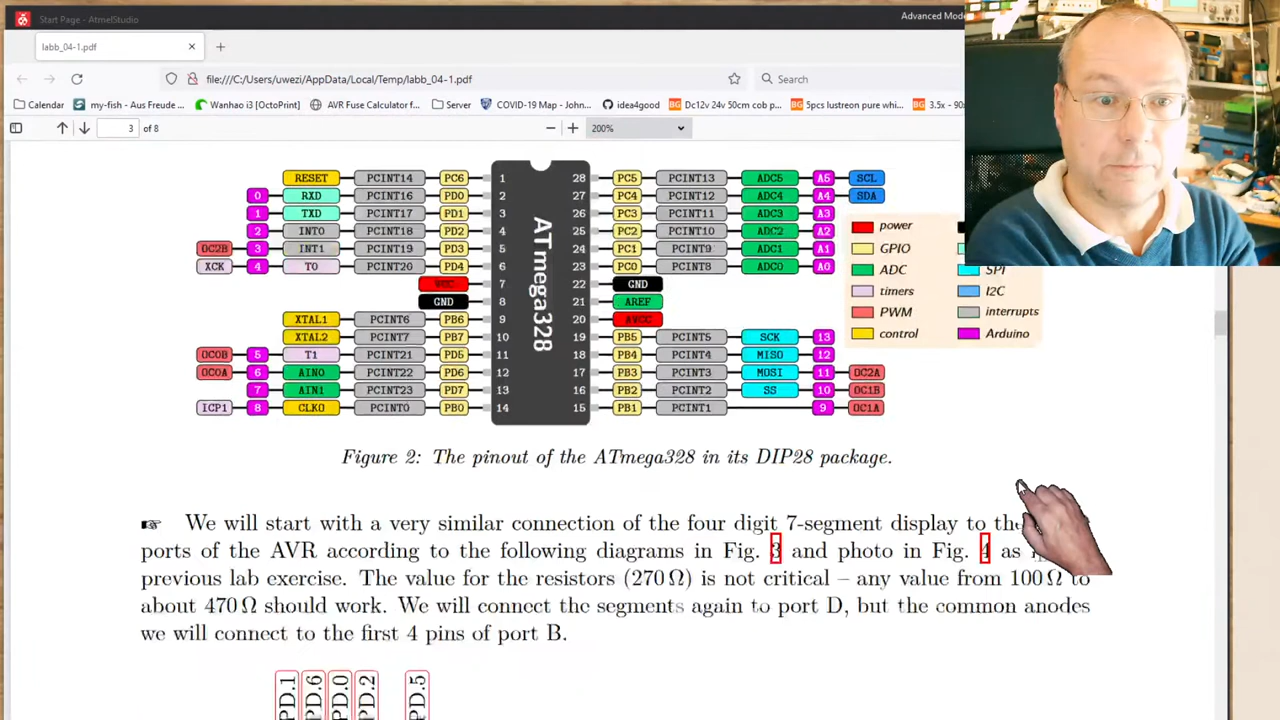 Start Page - AtmelStudio
Advanced Mode
labb_04-1.pdf
file:///C:/Users/uwezi/AppData/Local/Temp/labb_04-1.pdf
Search
Calendar
my-fish - Aus Freude ...
Wanhao i3 [OctoPrint]
AVR Fuse Calculator f...
Server
COVID-19 Map - John...
idea4good
Dc12v 24v 50cm cob p...
5pcs lustreon pure whi...
3.5x - 90x
3 of 8
200%
RESET PCINT14 PC6 1 28 PC5 PCINT13 ADC5 A5 SCL
0 RXD PCINT16 PD0 2 27 PC4 PCINT12 ADC4 A4 SDA
1 TXD PCINT17 PD1 3 26 PC3 PCINT11 ADC3 A3
2 INT0 PCINT18 PD2 4 25 PC2 PCINT10 ADC2 A2
OC2B 3 INT1 PCINT19 PD3 5 24 PC1 PCINT9 ADC1 A1
XCK 4 T0 PCINT20 PD4 6 23 PC0 PCINT8 ADC0 A0
VCC 7 22 GND
GND 8 21 AREF
XTAL1 PCINT6 PB6 9 20 AVCC
XTAL2 PCINT7 PB7 10 19 PB5 PCINT5 SCK 13
OC0B 5 T1 PCINT21 PD5 11 18 PB4 PCINT4 MISO 12
OC0A 6 AIN0 PCINT22 PD6 12 17 PB3 PCINT3 MOSI 11 OC2A
7 AIN1 PCINT23 PD7 13 16 PB2 PCINT2 SS 10 OC1B
ICP1 8 CLK0 PCINT0 PB0 14 15 PB1 PCINT1 9 OC1A
ATmega328
power
GPIO
ADC SPI
timers I2C
PWM interrupts
control Arduino
Figure 2: The pinout of the ATmega328 in its DIP28 package.
We will start with a very similar connection of the four digit 7-segment display to the
ports of the AVR according to the following diagrams in Fig. 3 and photo in Fig. 4 as
previous lab exercise. The value for the resistors (270 Ω) is not critical – any value from 100 Ω to
about 470 Ω should work. We will connect the segments again to port D, but the common anodes
we will connect to the first 4 pins of port B.
PD.1 PD.6 PD.0 PD.2 PD.5